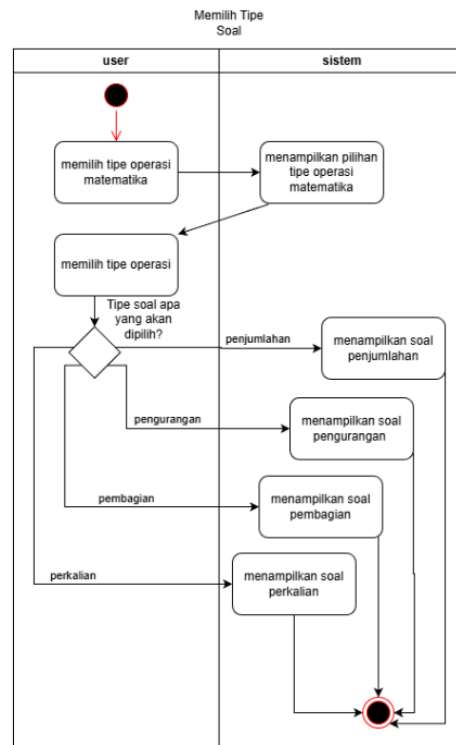 Memilih Tipe
Soal
user
sistem
memilih tipe operasi
matematika
menampilkan pilihan
tipe operasi
matematika
memilih tipe operasi
Tipe soal apa
yang akan
dipilih?
penjumlahan
menampilkan soal
penjumlahan
pengurangan
menampilkan soal
pengurangan
pembagian
menampilkan soal
pembagian
perkalian
menampilkan soal
perkalian